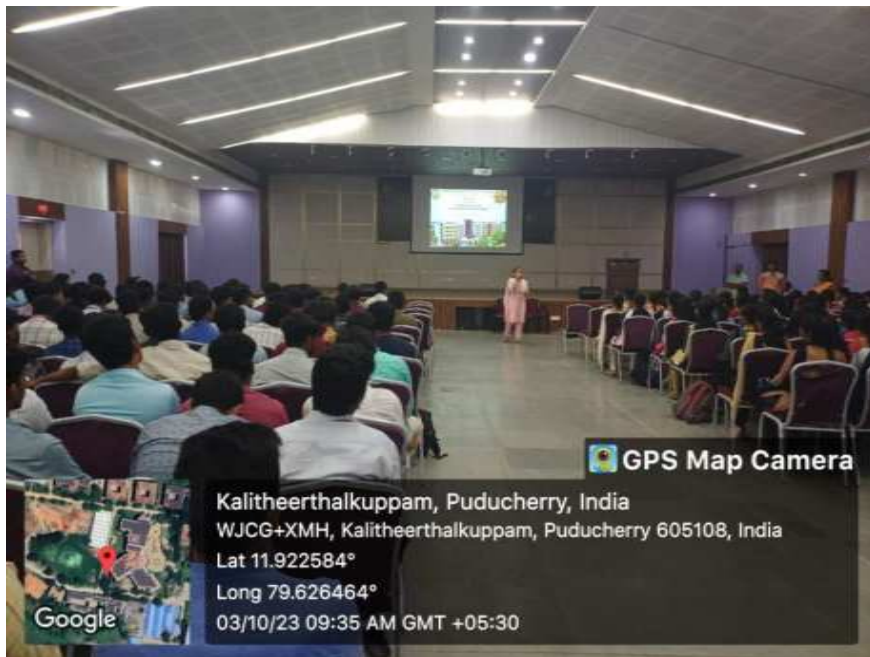 GPS Map Camera
Kalitheerthalkuppam, Puducherry, India
WJCG+XMH, Kalitheerthalkuppam, Puducherry 605108, India
Lat 11.922584°
Long 79.626464°
03/10/23 09:35 AM GMT +05:30
Google